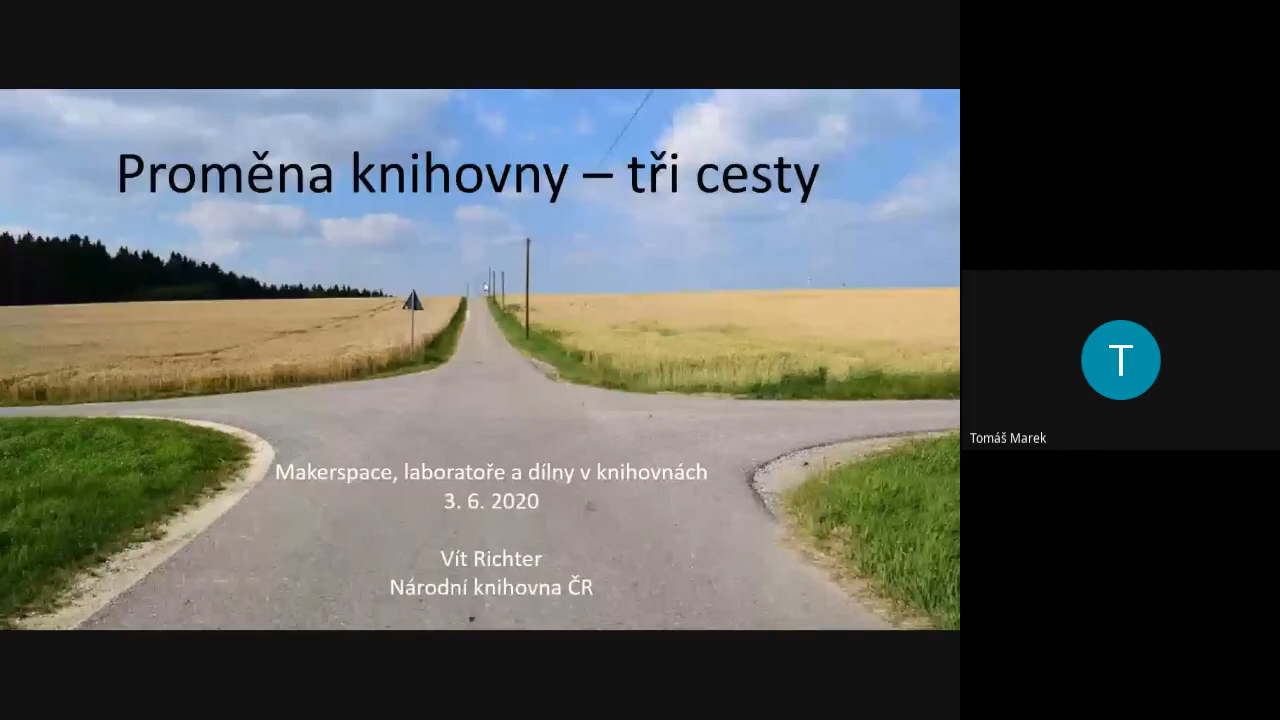 Proměna knihovny – tři cesty
Makerspace, laboratoře a dílny v knihovnách
3. 6. 2020
Vít Richter
Národní knihovna ČR
T
Tomáš Marek